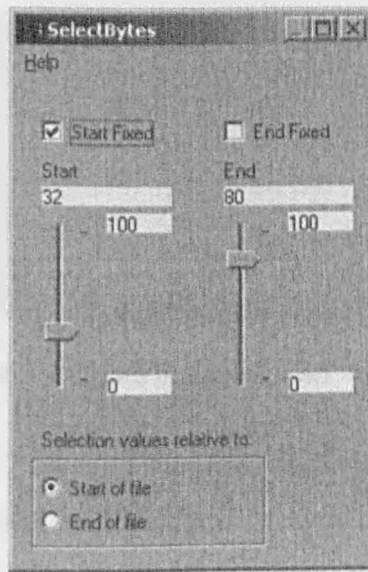 SelectBytes
Help
Start Fixed End Fixed
Start End
32 80
100 100
0 0
Selection values relative to
Start of file
End of file